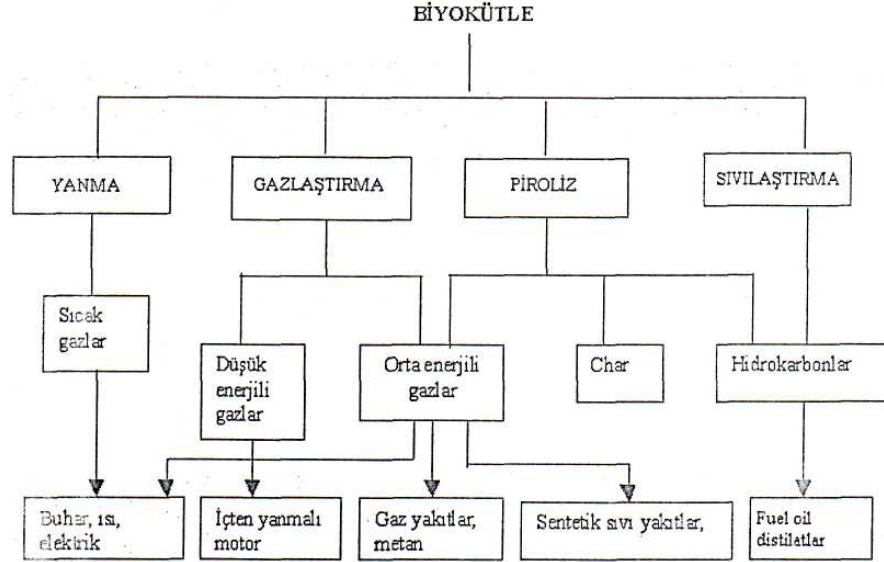 BİYOKÜTLE
YANMA
GAZLAŞTIRMA
PİROLİZ
SIVILAŞTIRMA
Sıcak
gazlar
Düşük
enerjili
gazlar
Orta enerjili
gazlar
Char
Hidrokarbonlar
Buhar, ısı,
elektrik
İçten yanmalı
motor
Gaz yakıtlar,
metan
Sentetik sıvı yakıtlar,
Fuel oil
distilatlar